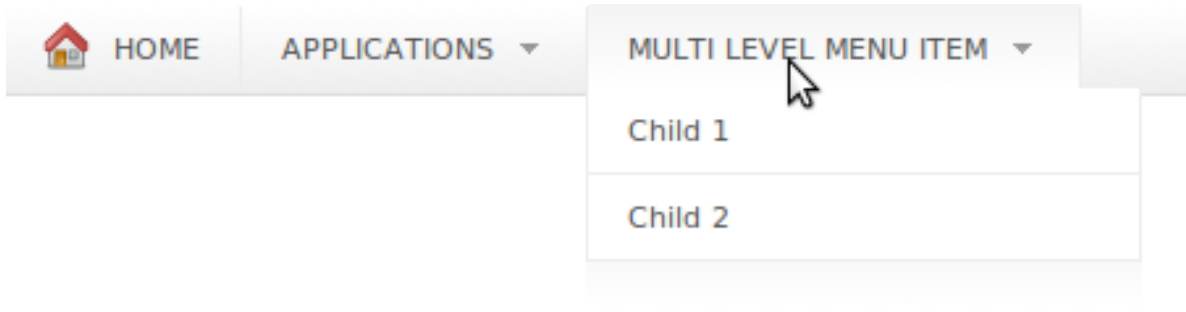 HOME APPLICATIONS MULTI LEVEL MENU ITEM
Child 1
Child 2